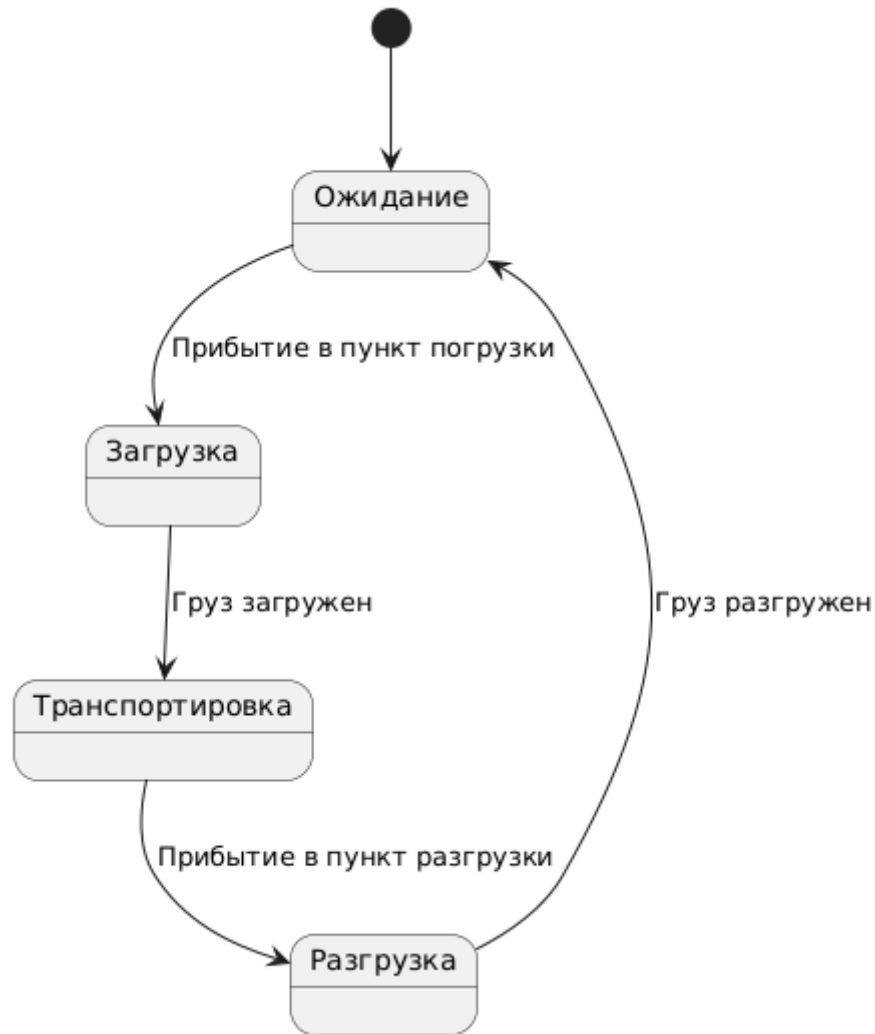 Ожидание
Прибытие в пункт погрузки
Загрузка
Груз загружен
Груз разгружен
Транспортировка
Прибытие в пункт разгрузки
Разгрузка